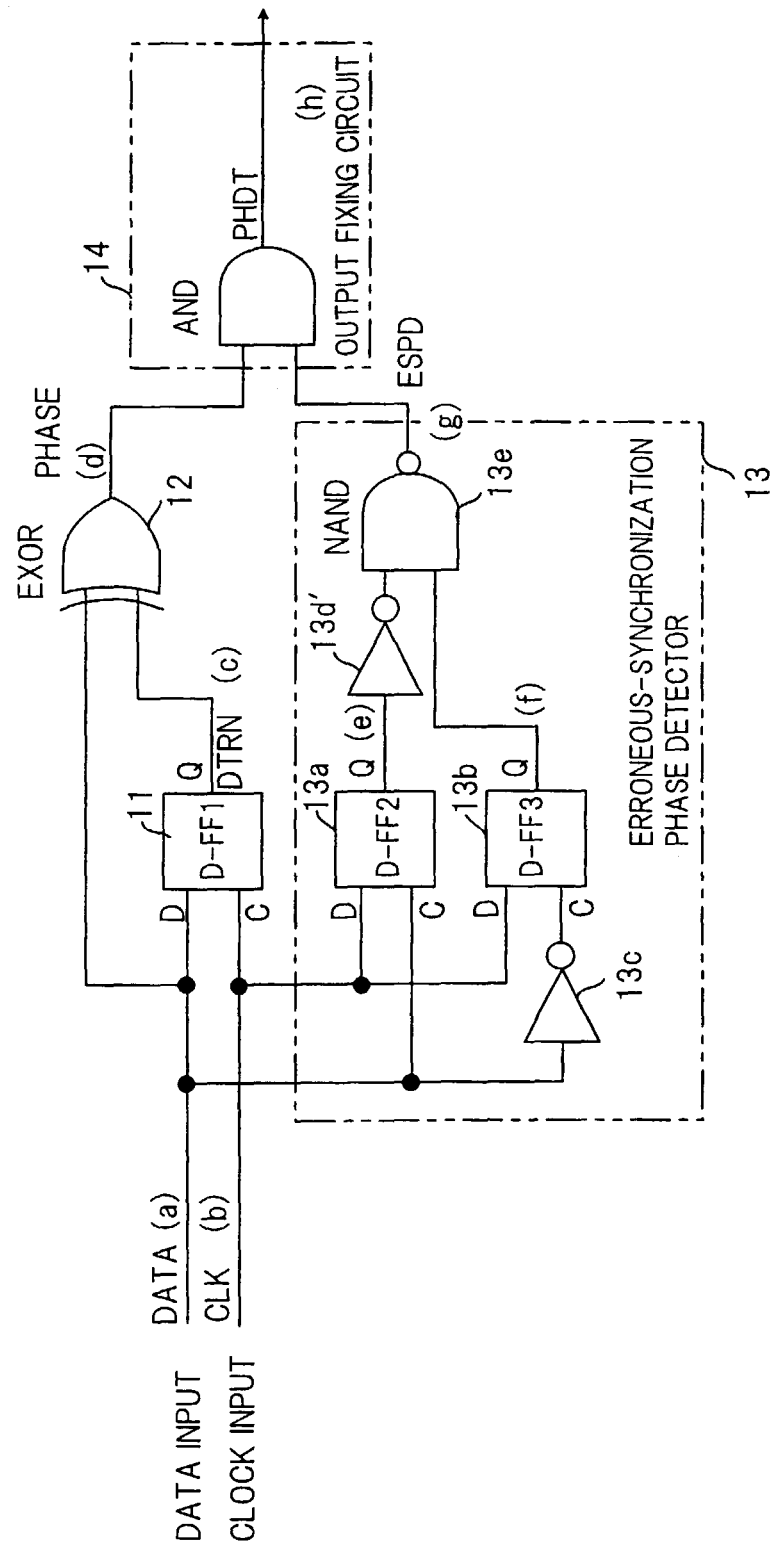 DATA INPUT
DATA (a)
CLOCK INPUT
CLK (b)
11
D
C
D-FF1
Q
DTRN
(c)
EXOR
12
PHASE
(d)
14
AND
PHDT
(h)
OUTPUT FIXING CIRCUIT
13a
D
C
D-FF2
Q
(e)
13d'
NAND
13e
(g)
ESPD
13c
D
C
13b
D-FF3
Q
(f)
ERRONEOUS-SYNCHRONIZATION
PHASE DETECTOR
13